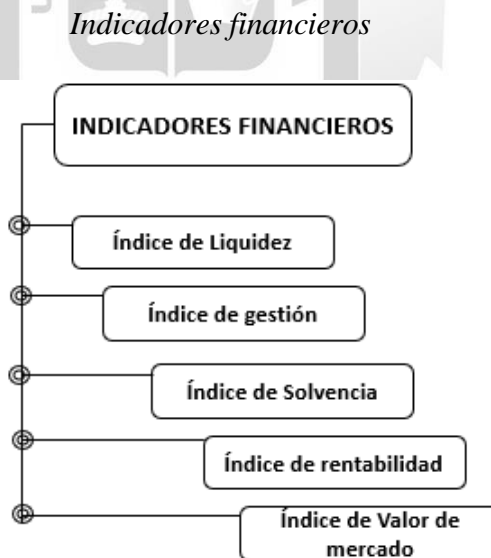 Indicadores financieros
INDICADORES FINANCIEROS
Índice de Liquidez
Índice de gestión
Índice de Solvencia
Índice de rentabilidad
Índice de Valor de
mercado